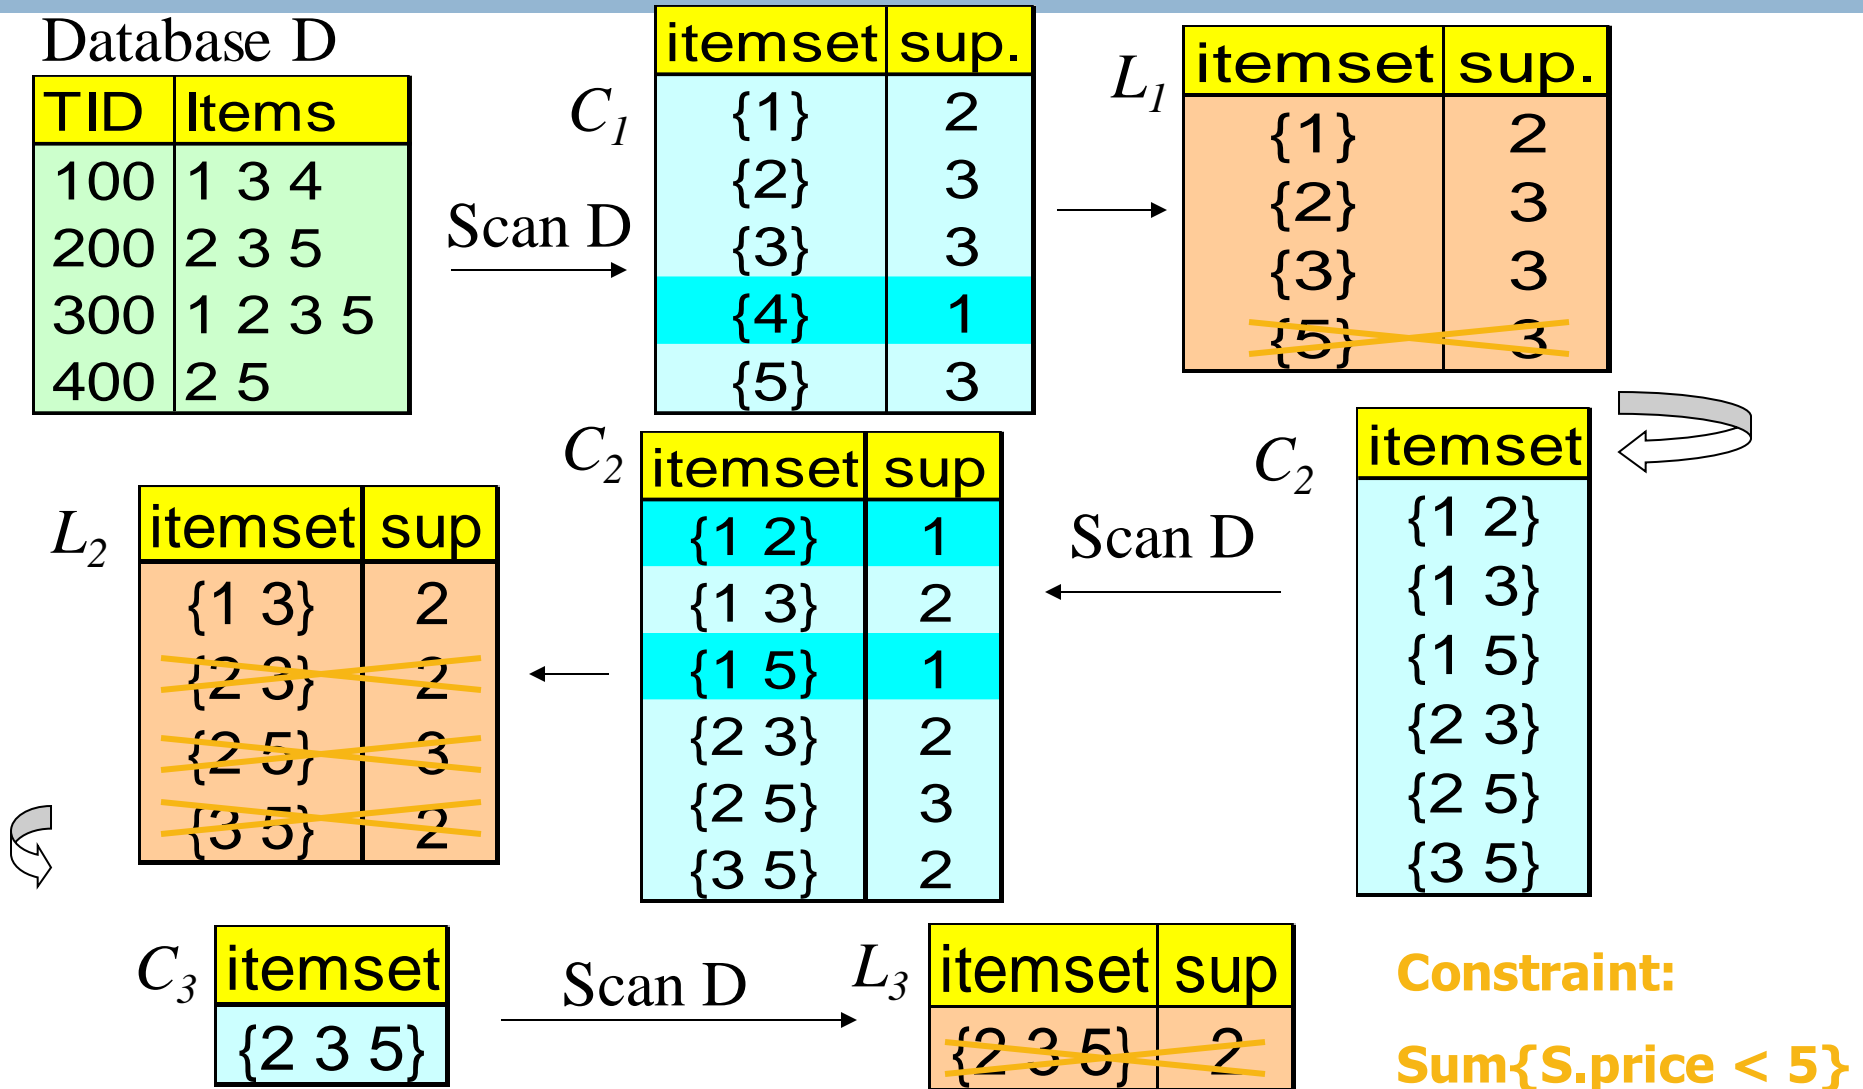 Database D
TID Items
100 1 3 4
200 2 3 5
300 1 2 3 5
400 2 5
Scan D
C1
itemset sup.
{1} 2
{2} 3
{3} 3
{4} 1
{5} 3
L1
itemset sup.
{1} 2
{2} 3
{3} 3
{5} 3
C2
itemset
{1 2}
{1 3}
{1 5}
{2 3}
{2 5}
{3 5}
Scan D
C2
itemset sup
{1 2} 1
{1 3} 2
{1 5} 1
{2 3} 2
{2 5} 3
{3 5} 2
L2
itemset sup
{1 3} 2
{2 3} 2
{2 5} 3
{3 5} 2
C3
itemset
{2 3 5}
Scan D
L3
itemset sup
{2 3 5} 2
Constraint:
Sum{S.price < 5}